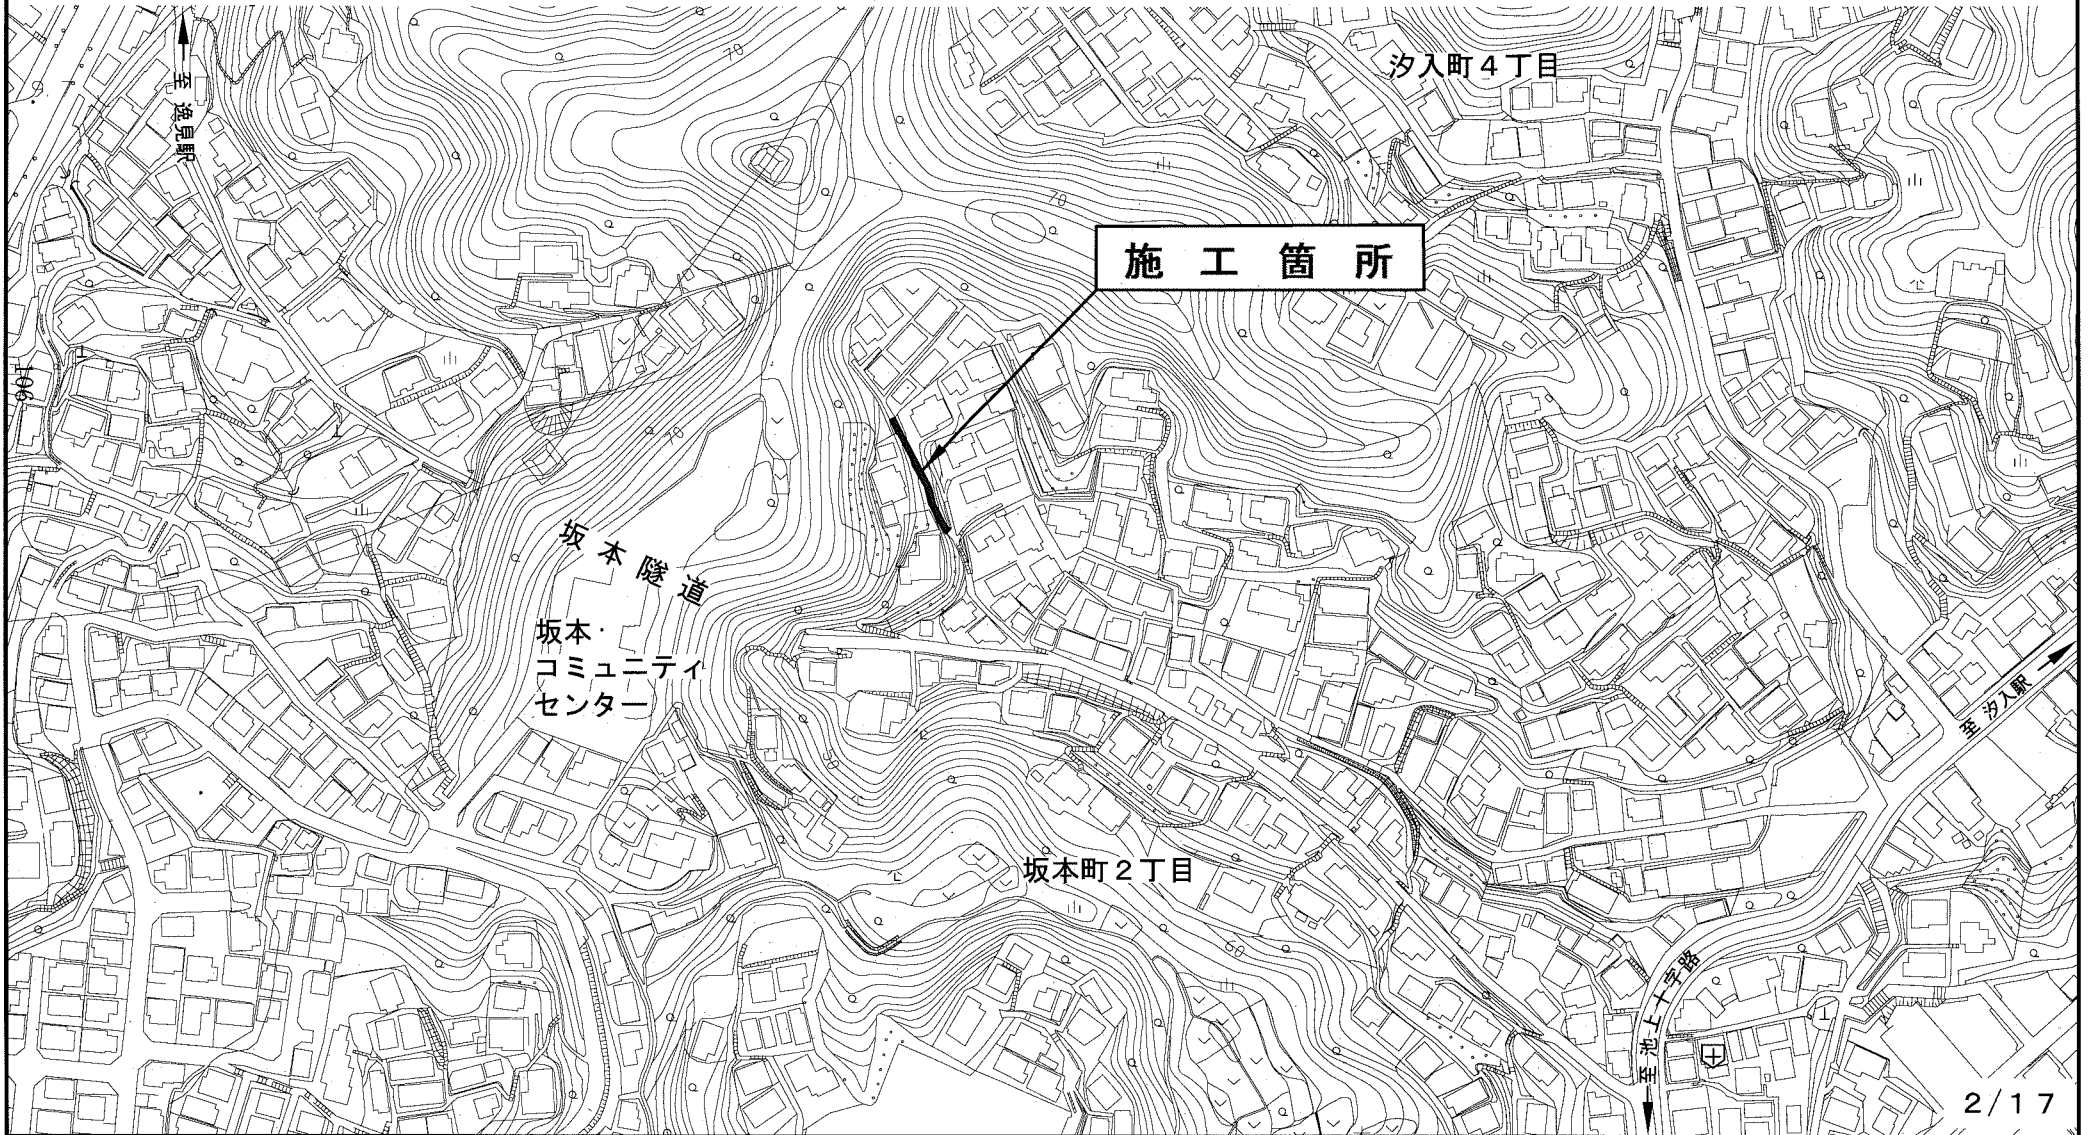 至 逸見駅
70
汐入町４丁目
70
施工箇所
106
70
坂本隧道
坂本
コミュニティ
センター
至 汐入駅
坂本町２丁目
60
至 池上十字路
2/17